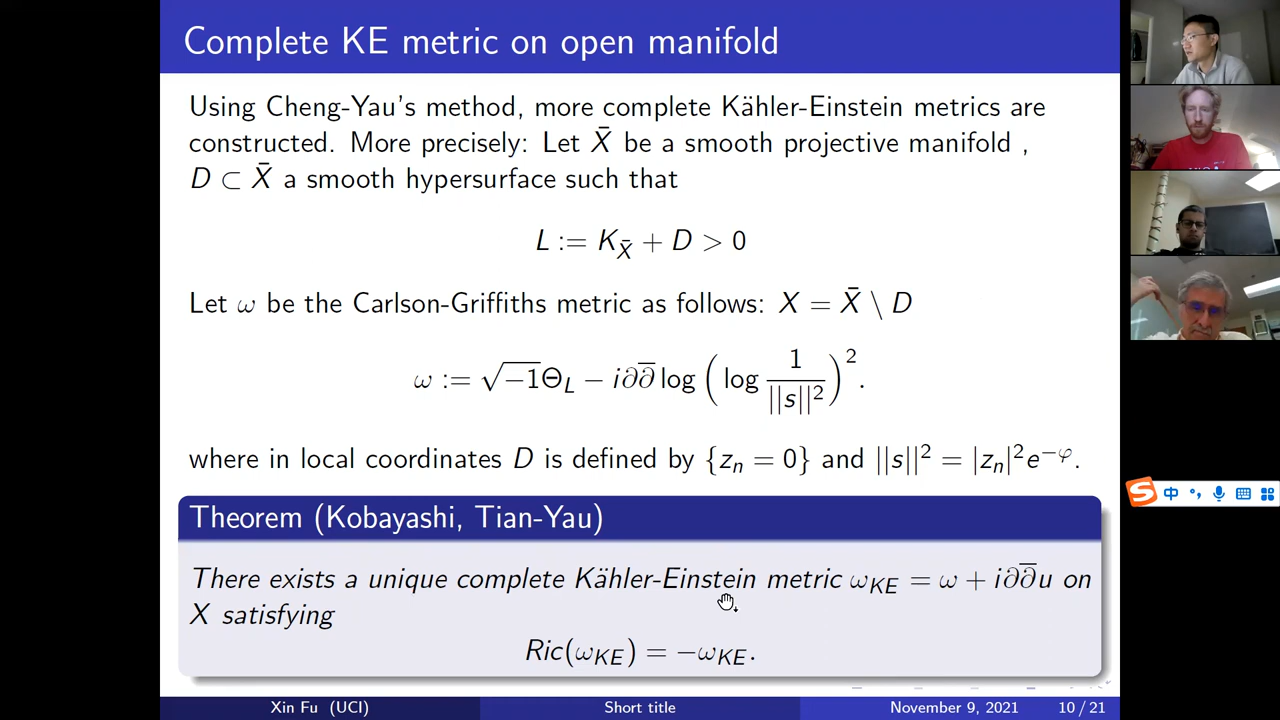 Complete KE metric on open manifold
Using Cheng-Yau's method, more complete Kähler-Einstein metrics are
constructed. More precisely: Let X̄ be a smooth projective manifold ,
D ⊂ X̄ a smooth hypersurface such that
L := K_X̄ + D > 0
Let ω be the Carlson-Griffiths metric as follows: X = X̄ \ D
ω := √−1Θ_L − i∂∂̄ log (log 1/||s||²)².
where in local coordinates D is defined by {z_n = 0} and ||s||² = |z_n|²e^{−φ}.
Theorem (Kobayashi, Tian-Yau)
There exists a unique complete Kähler-Einstein metric ω_KE = ω + i∂∂̄u on
X satisfying
Ric(ω_KE) = −ω_KE.
Xin Fu (UCI) Short title November 9, 2021 10 / 21
S 中